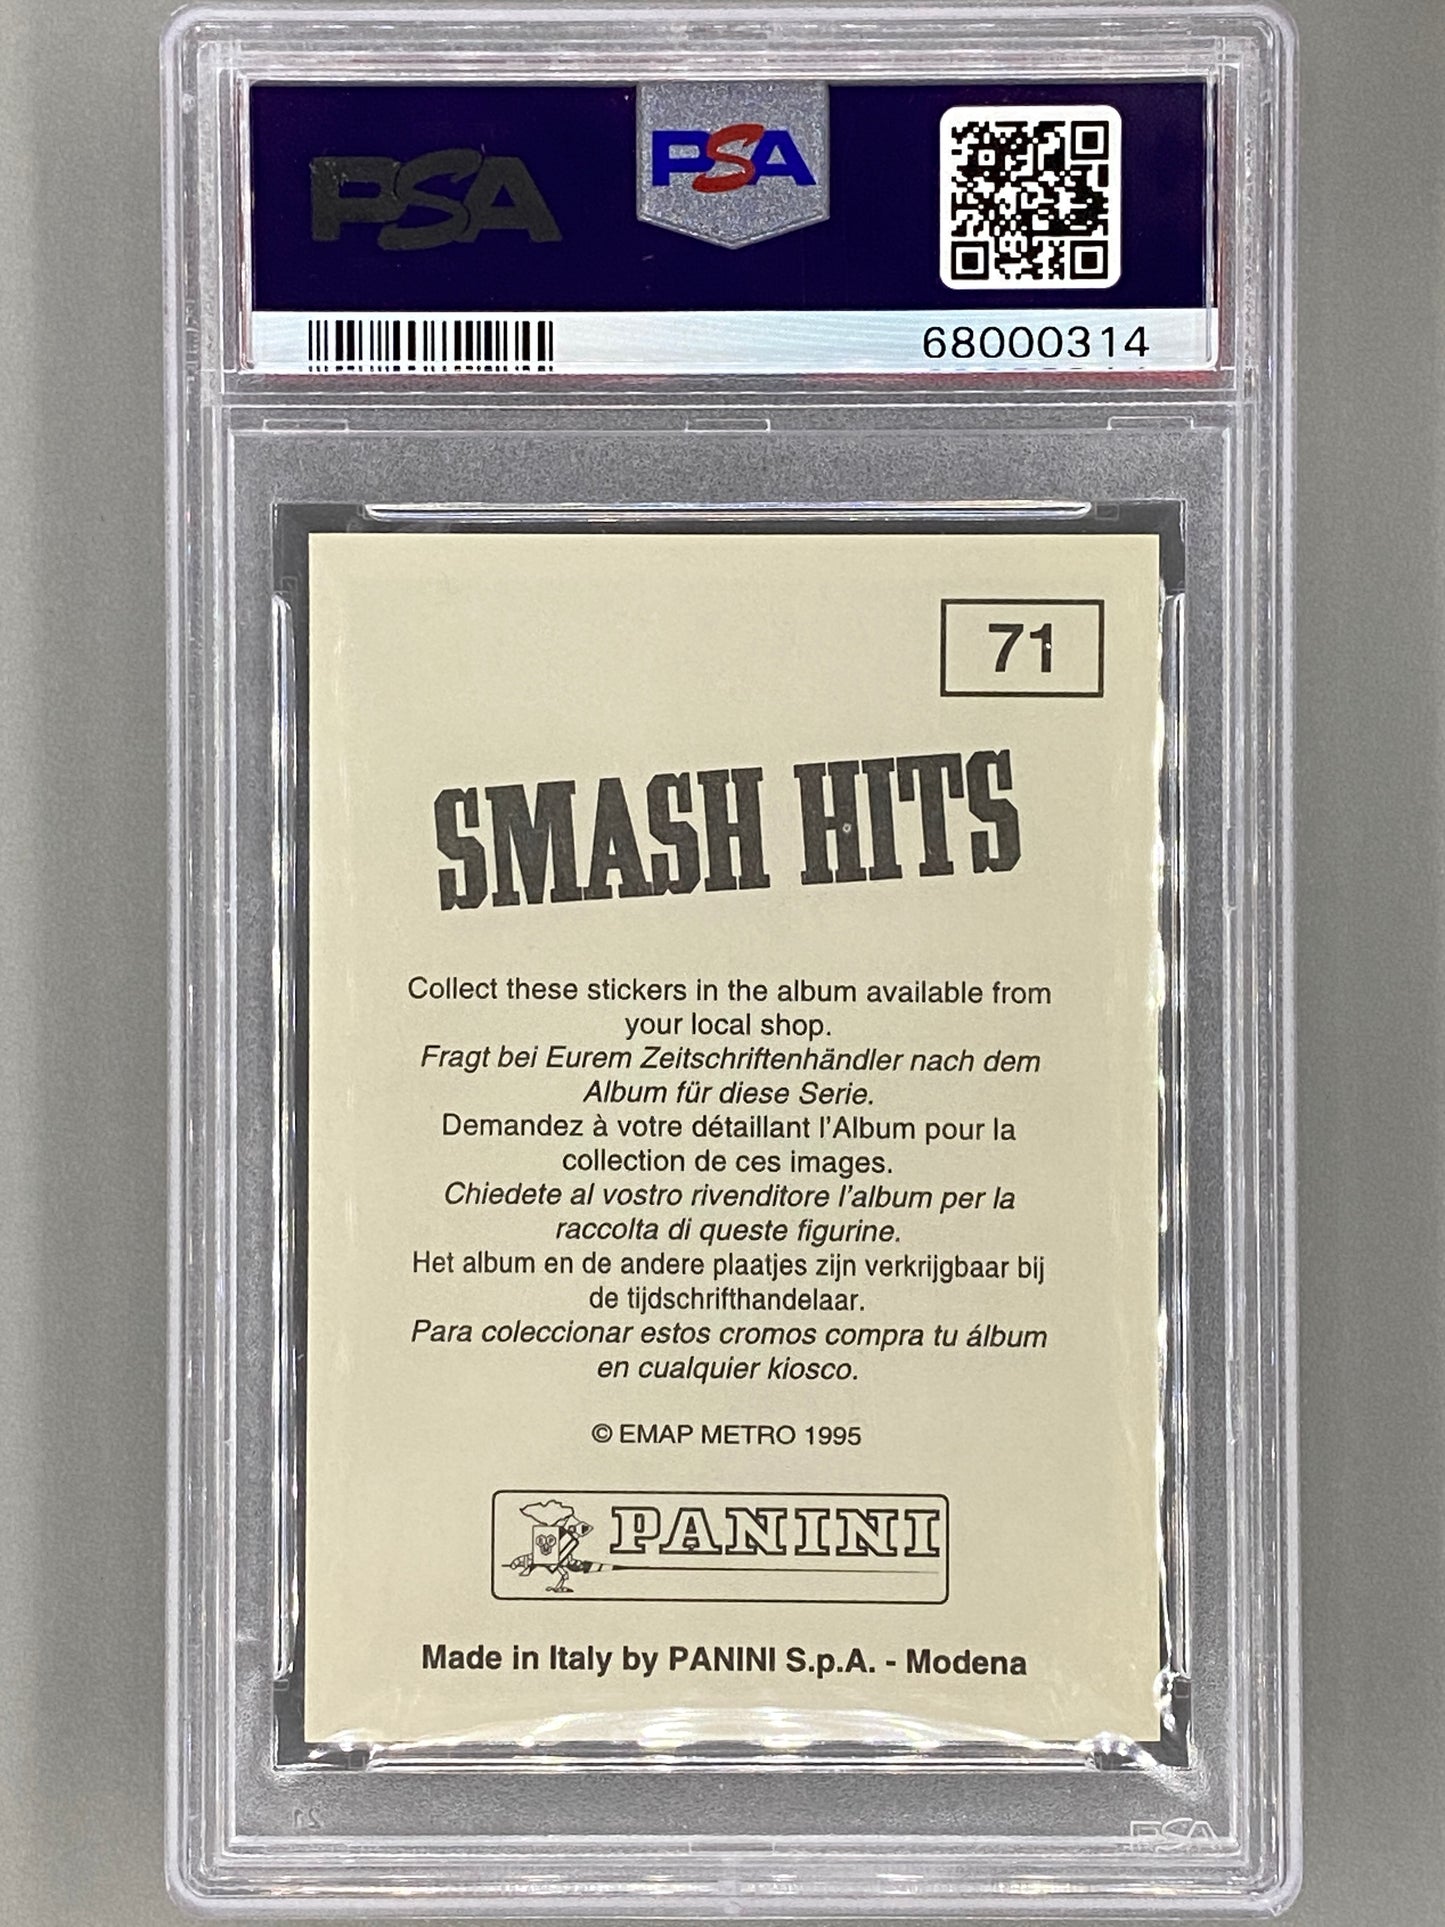 PSA
PSA
68000314
71
SMASH HITS
Collect these stickers in the album available from
your local shop.
Fragt bei Eurem Zeitschriftenhändler nach dem
Album für diese Serie.
Demandez à votre détaillant l'Album pour la
collection de ces images.
Chiedete al vostro rivenditore l'album per la
raccolta di queste figurine.
Het album en de andere plaatjes zijn verkrijgbaar bij
de tijdschrifthandelaar.
Para coleccionar estos cromos compra tu álbum
en cualquier kiosco.
© EMAP METRO 1995
PANINI
Made in Italy by PANINI S.p.A. - Modena
PSA